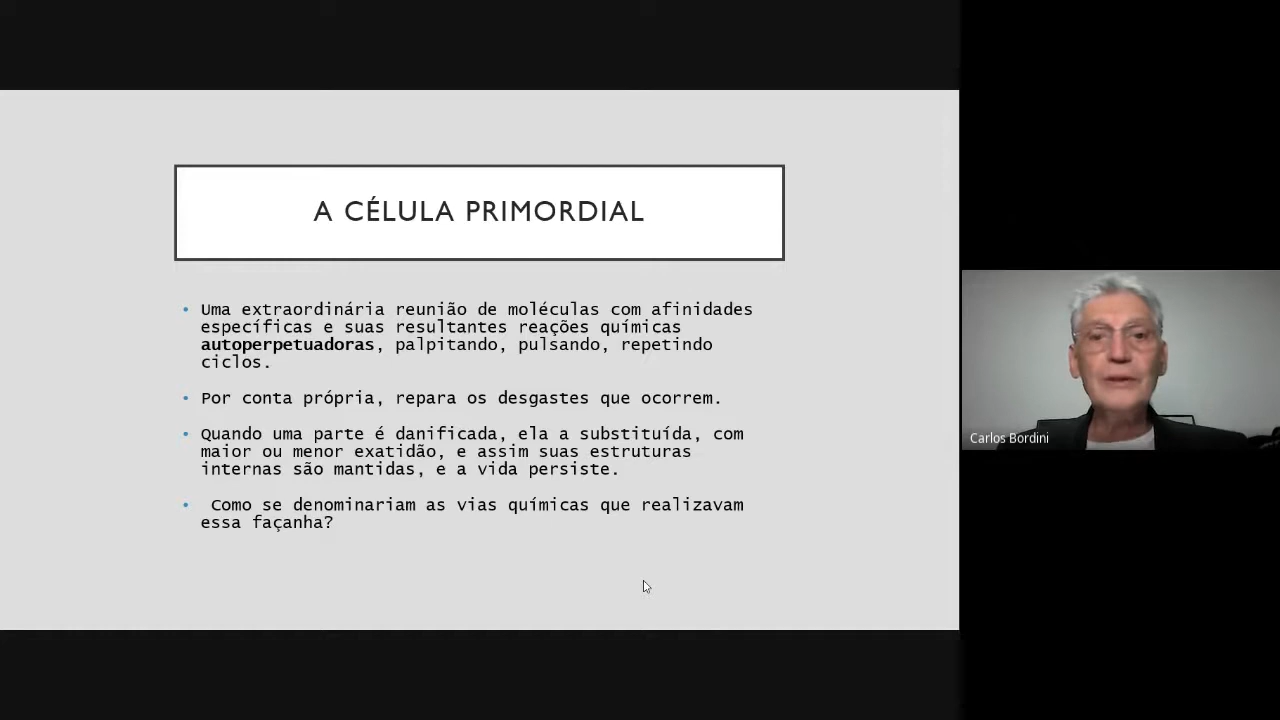 A CÉLULA PRIMORDIAL
• Uma extraordinária reunião de moléculas com afinidades
específicas e suas resultantes reações químicas
autoperpetuadoras, palpitando, pulsando, repetindo
ciclos.
• Por conta própria, repara os desgastes que ocorrem.
• Quando uma parte é danificada, ela a substituída, com
maior ou menor exatidão, e assim suas estruturas
internas são mantidas, e a vida persiste.
• Como se denominariam as vias químicas que realizavam
essa façanha?
Carlos Bordini